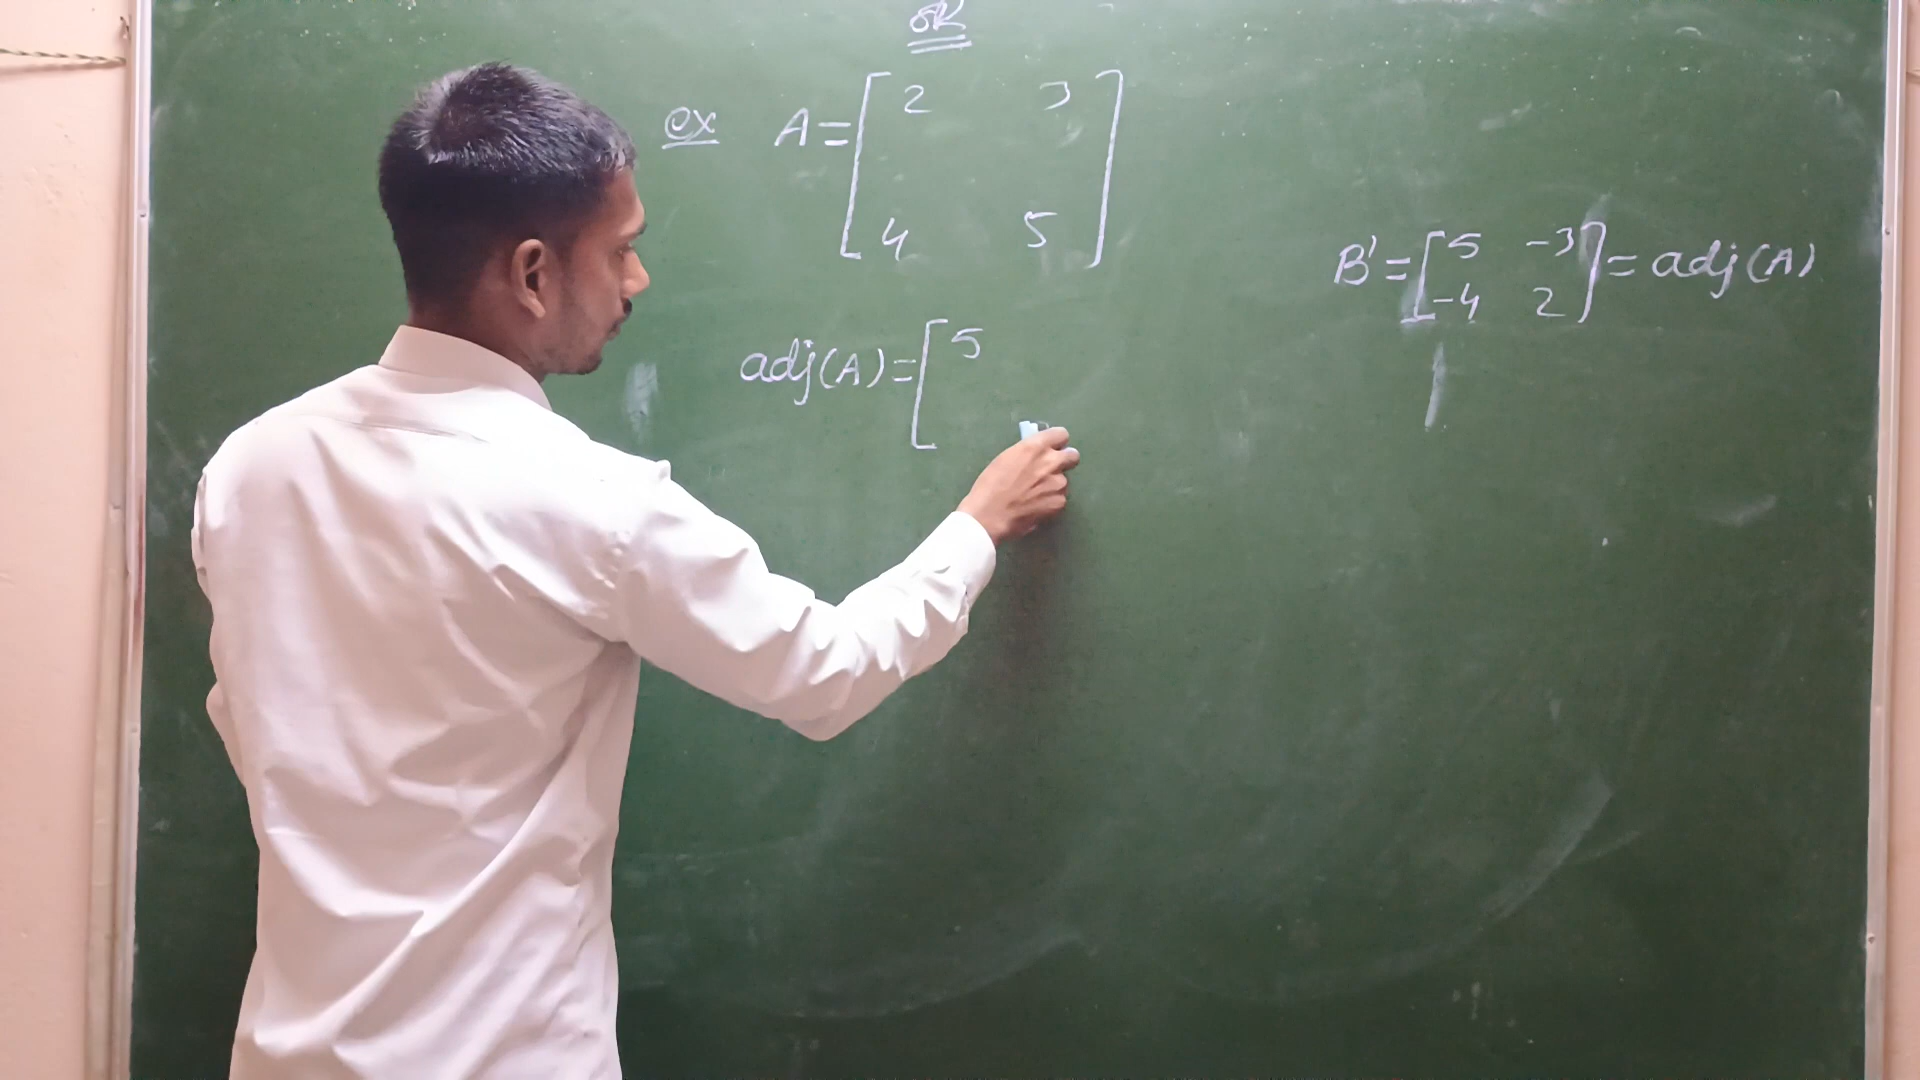 OR
ex A = [ 2 3
4 5 ]
B' = [ 5 -3
-4 2 ] = adj(A)
adj(A) = [ 5